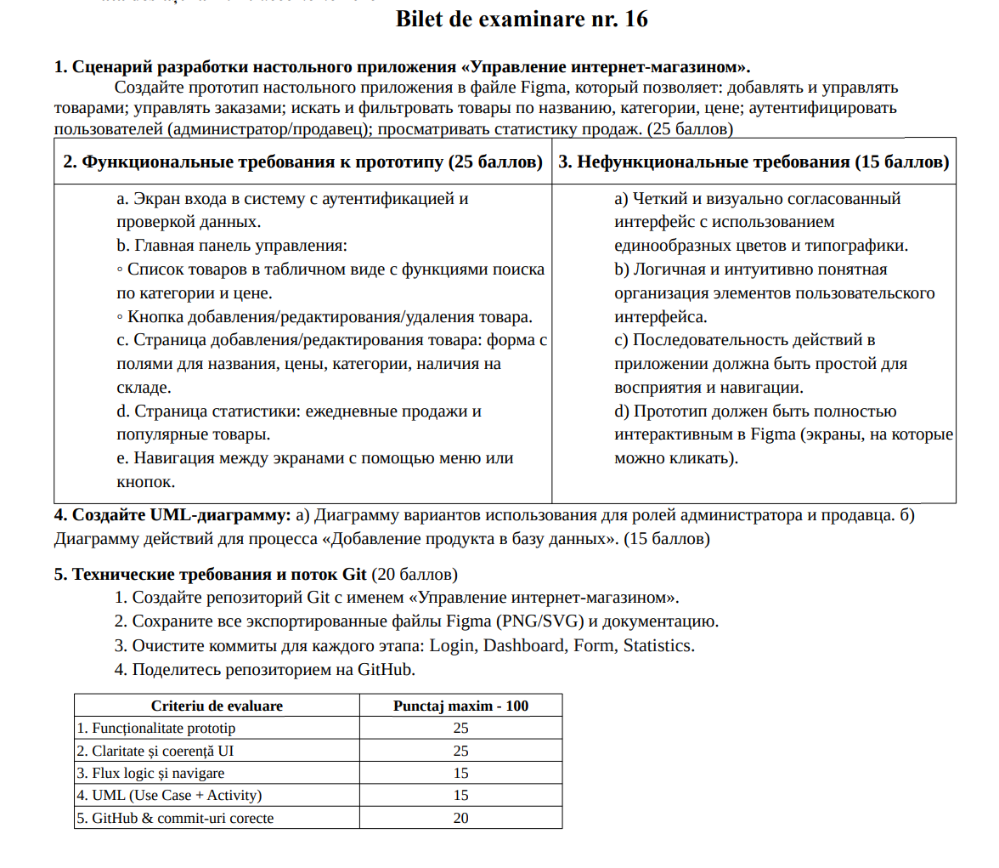 Bilet de examinare nr. 16
1. Сценарий разработки настольного приложения «Управление интернет-магазином».
Создайте прототип настольного приложения в файле Figma, который позволяет: добавлять и управлять
товарами; управлять заказами; искать и фильтровать товары по названию, категории, цене; аутентифицировать
пользователей (администратор/продавец); просматривать статистику продаж. (25 баллов)
2. Функциональные требования к прототипу (25 баллов)
a. Экран входа в систему с аутентификацией и
проверкой данных.
b. Главная панель управления:
◦ Список товаров в табличном виде с функциями поиска
по категории и цене.
◦ Кнопка добавления/редактирования/удаления товара.
c. Страница добавления/редактирования товара: форма с
полями для названия, цены, категории, наличия на
складе.
d. Страница статистики: ежедневные продажи и
популярные товары.
e. Навигация между экранами с помощью меню или
кнопок.
3. Нефункциональные требования (15 баллов)
a) Четкий и визуально согласованный
интерфейс с использованием
единообразных цветов и типографики.
b) Логичная и интуитивно понятная
организация элементов пользовательского
интерфейса.
c) Последовательность действий в
приложении должна быть простой для
восприятия и навигации.
d) Прототип должен быть полностью
интерактивным в Figma (экраны, на которые
можно кликать).
4. Создайте UML-диаграмму: а) Диаграмму вариантов использования для ролей администратора и продавца. б)
Диаграмму действий для процесса «Добавление продукта в базу данных». (15 баллов)
5. Технические требования и поток Git (20 баллов)
1. Создайте репозиторий Git с именем «Управление интернет-магазином».
2. Сохраните все экспортированные файлы Figma (PNG/SVG) и документацию.
3. Очистите коммиты для каждого этапа: Login, Dashboard, Form, Statistics.
4. Поделитесь репозиторием на GitHub.
Criteriu de evaluare Punctaj maxim - 100
1. Funcționalitate prototip 25
2. Claritate și coerență UI 25
3. Flux logic și navigare 15
4. UML (Use Case + Activity) 15
5. GitHub & commit-uri corecte 20